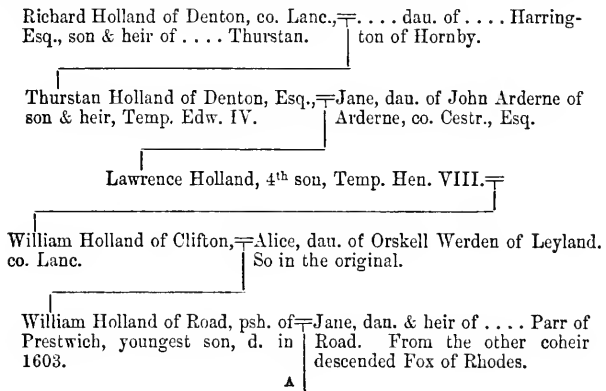 Richard Holland of Denton, co. Lanc.,╤. . . . dau. of . . . . Harring-
Esq., son & heir of . . . . Thurstan. ton of Hornby.
Thurstan Holland of Denton, Esq.,╤Jane, dau. of John Arderne of
son & heir, Temp. Edw. IV. Arderne, co. Cestr., Esq.
Lawrence Holland, 4th son, Temp. Hen. VIII.╤
William Holland of Clifton,╤Alice, dau. of Orskell Werden of Leyland.
co. Lanc. So in the original.
William Holland of Road, psh. of╤Jane, dau. & heir of . . . . Parr of
Prestwich, youngest son, d. in Road. From the other coheir
1603. descended Fox of Rhodes.
A